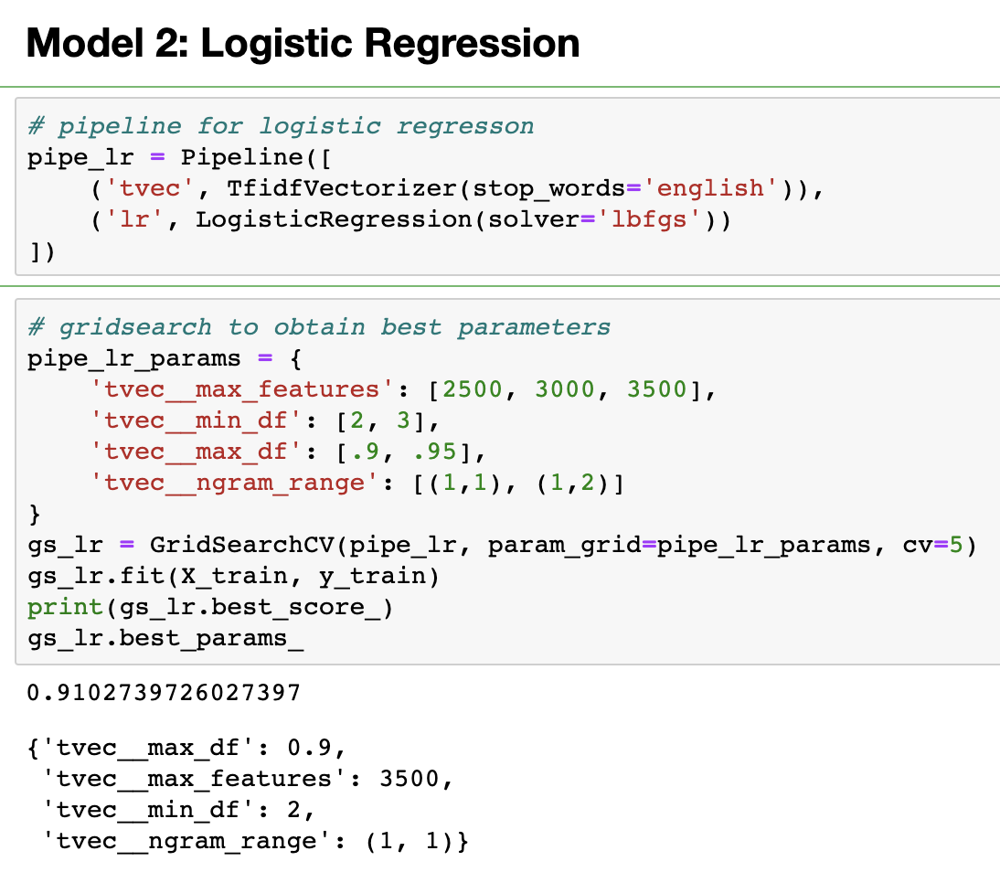 Model 2: Logistic Regression
# pipeline for logistic regresson
pipe_lr = Pipeline([
    ('tvec', TfidfVectorizer(stop_words='english')),
    ('lr', LogisticRegression(solver='lbfgs'))
])
# gridsearch to obtain best parameters
pipe_lr_params = {
    'tvec__max_features': [2500, 3000, 3500],
    'tvec__min_df': [2, 3],
    'tvec__max_df': [.9, .95],
    'tvec__ngram_range': [(1,1), (1,2)]
}
gs_lr = GridSearchCV(pipe_lr, param_grid=pipe_lr_params, cv=5)
gs_lr.fit(X_train, y_train)
print(gs_lr.best_score_)
gs_lr.best_params_
0.9102739726027397
{'tvec__max_df': 0.9,
 'tvec__max_features': 3500,
 'tvec__min_df': 2,
 'tvec__ngram_range': (1, 1)}